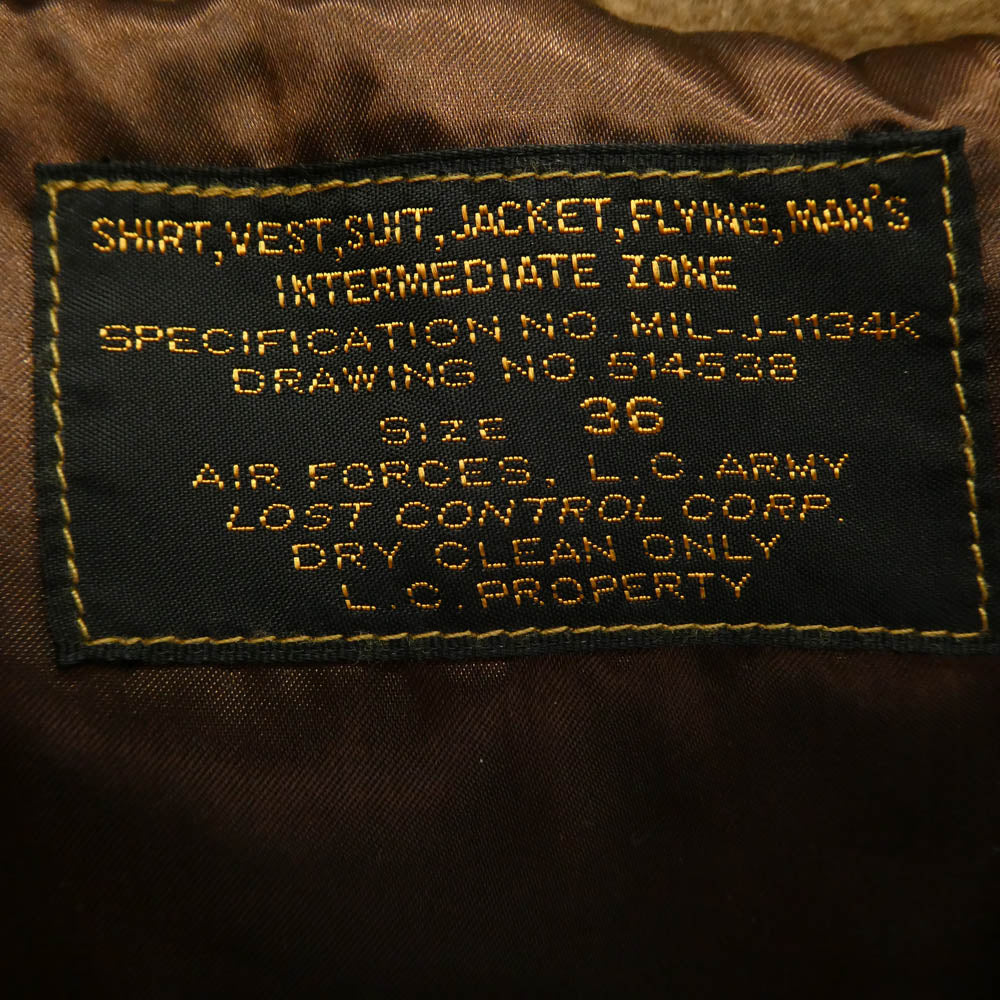 SHIRT,VEST,SUIT,JACKET,FLYING,MAN'S
INTERMEDIATE ZONE
SPECIFICATION NO.MIL-J-1134K
DRAWING NO.514538
SIZE 36
AIR FORCES, L.C.ARMY
LOST CONTROL CORP.
DRY CLEAN ONLY
L.C.PROPERTY